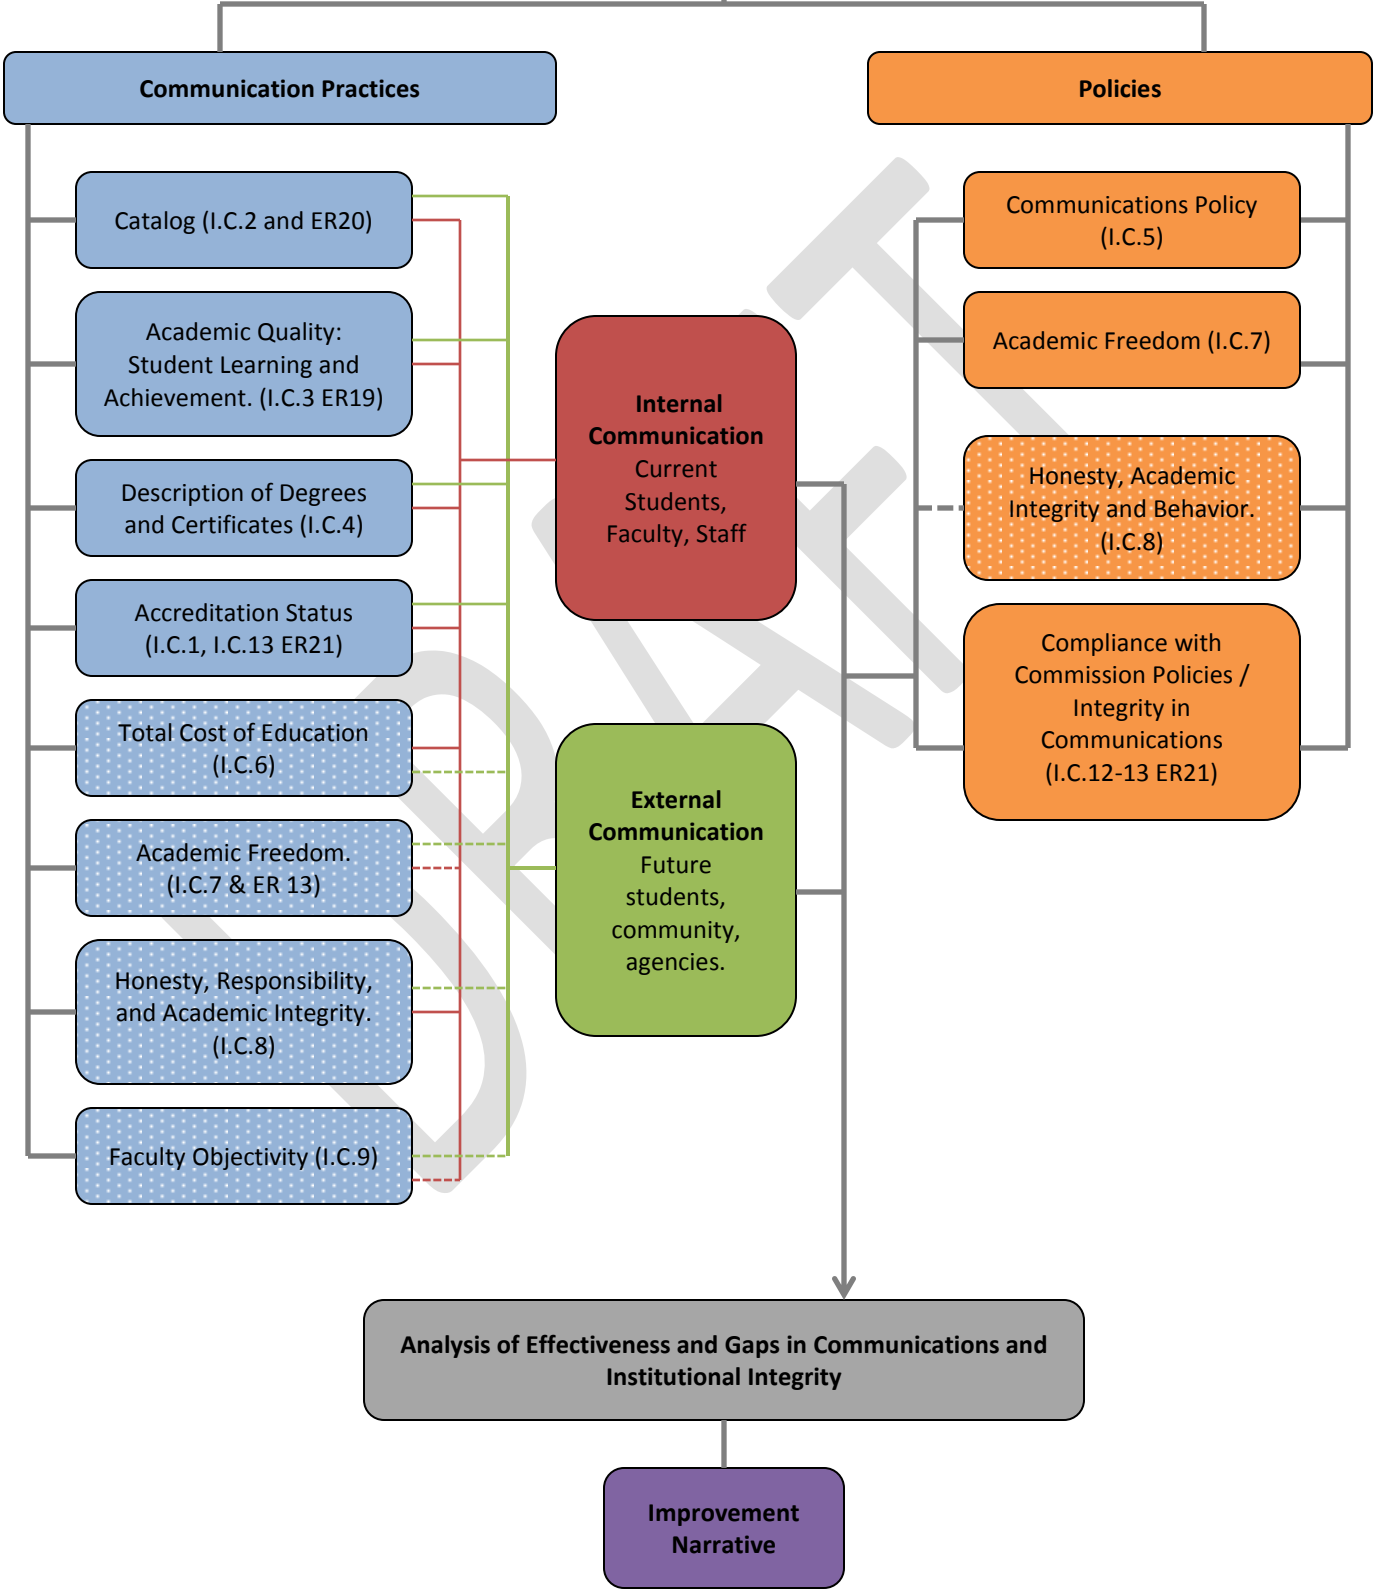 Communication Practices
Policies
Catalog (I.C.2 and ER20)
Academic Quality:
Student Learning and
Achievement. (I.C.3 ER19)
Description of Degrees
and Certificates (I.C.4)
Accreditation Status
(I.C.1, I.C.13 ER21)
Total Cost of Education
(I.C.6)
Academic Freedom.
(I.C.7 & ER 13)
Honesty, Responsibility,
and Academic Integrity.
(I.C.8)
Faculty Objectivity (I.C.9)
Internal
Communication
Current
Students,
Faculty, Staff
External
Communication
Future
students,
community,
agencies.
Communications Policy
(I.C.5)
Academic Freedom (I.C.7)
Honesty, Academic
Integrity and Behavior.
(I.C.8)
Compliance with
Commission Policies /
Integrity in
Communications
(I.C.12-13 ER21)
DRAFT
Analysis of Effectiveness and Gaps in Communications and
Institutional Integrity
Improvement
Narrative